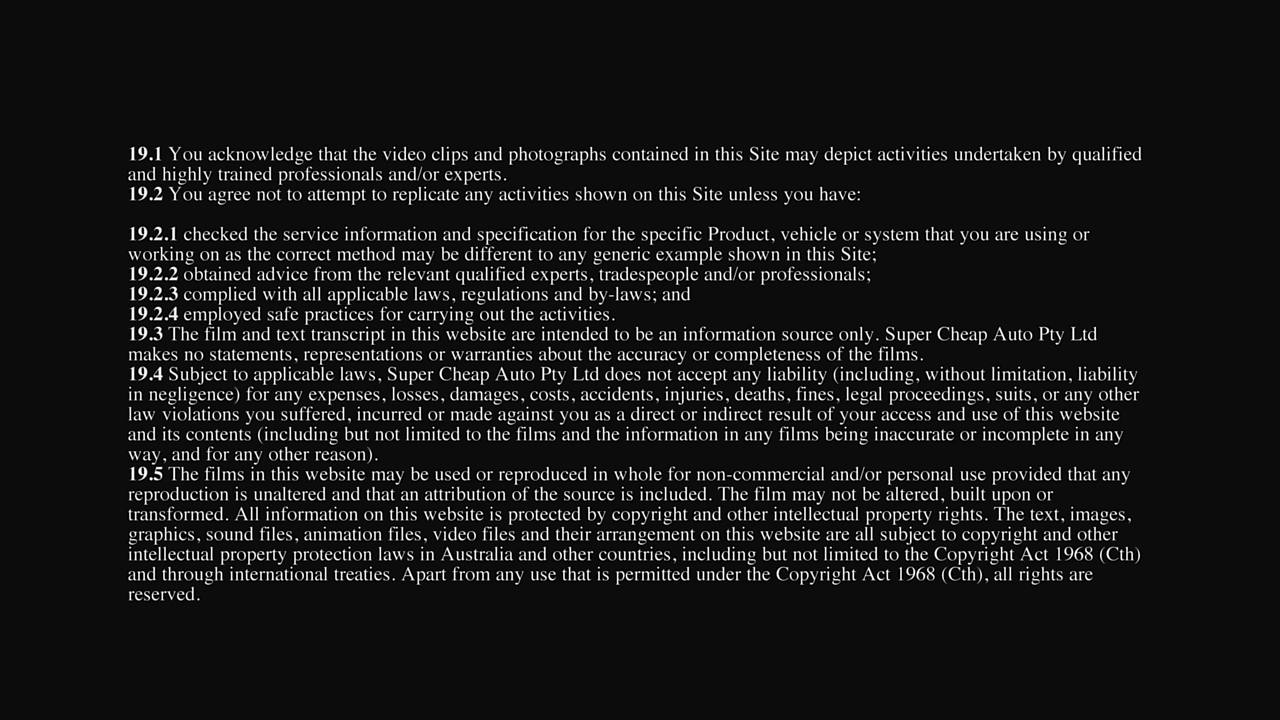 19.1 You acknowledge that the video clips and photographs contained in this Site may depict activities undertaken by qualified
and highly trained professionals and/or experts.
19.2 You agree not to attempt to replicate any activities shown on this Site unless you have:
19.2.1 checked the service information and specification for the specific Product, vehicle or system that you are using or
working on as the correct method may be different to any generic example shown in this Site;
19.2.2 obtained advice from the relevant qualified experts, tradespeople and/or professionals;
19.2.3 complied with all applicable laws, regulations and by-laws; and
19.2.4 employed safe practices for carrying out the activities.
19.3 The film and text transcript in this website are intended to be an information source only. Super Cheap Auto Pty Ltd
makes no statements, representations or warranties about the accuracy or completeness of the films.
19.4 Subject to applicable laws, Super Cheap Auto Pty Ltd does not accept any liability (including, without limitation, liability
in negligence) for any expenses, losses, damages, costs, accidents, injuries, deaths, fines, legal proceedings, suits, or any other
law violations you suffered, incurred or made against you as a direct or indirect result of your access and use of this website
and its contents (including but not limited to the films and the information in any films being inaccurate or incomplete in any
way, and for any other reason).
19.5 The films in this website may be used or reproduced in whole for non-commercial and/or personal use provided that any
reproduction is unaltered and that an attribution of the source is included. The film may not be altered, built upon or
transformed. All information on this website is protected by copyright and other intellectual property rights. The text, images,
graphics, sound files, animation files, video files and their arrangement on this website are all subject to copyright and other
intellectual property protection laws in Australia and other countries, including but not limited to the Copyright Act 1968 (Cth)
and through international treaties. Apart from any use that is permitted under the Copyright Act 1968 (Cth), all rights are
reserved.